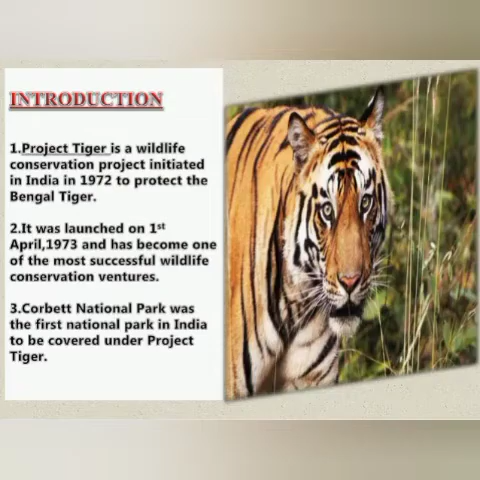 INTRODUCTION
1.Project Tiger is a wildlife
conservation project initiated
in India in 1972 to protect the
Bengal Tiger.
2.It was launched on 1st
April,1973 and has become one
of the most successful wildlife
conservation ventures.
3.Corbett National Park was
the first national park in India
to be covered under Project
Tiger.